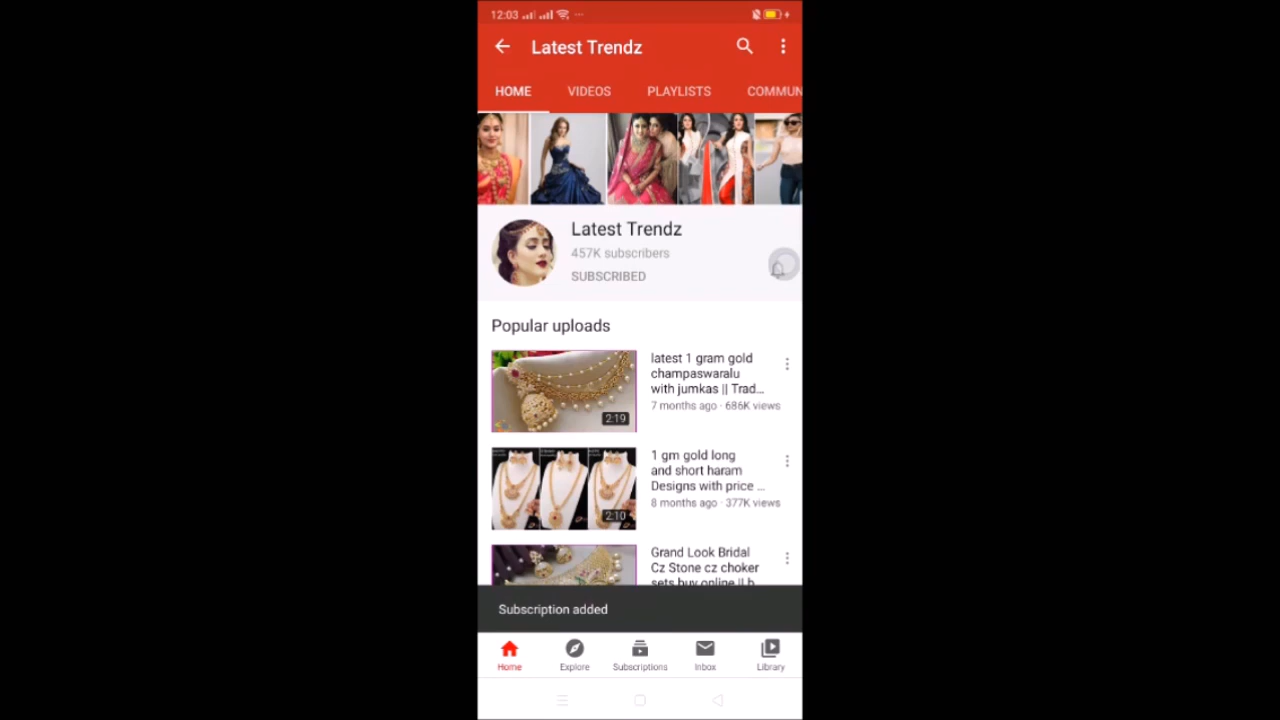 12:03
Latest Trendz
HOME VIDEOS PLAYLISTS COMMUN
Latest Trendz
457K subscribers
SUBSCRIBED
Popular uploads
latest 1 gram gold
champaswaralu
with jumkas || Trad...
7 months ago · 686K views
2:19
1 gm gold long
and short haram
Designs with price ...
8 months ago · 377K views
2:10
Grand Look Bridal
Cz Stone cz choker
sets buy online ||
Subscription added
Home Explore Subscriptions Inbox Library